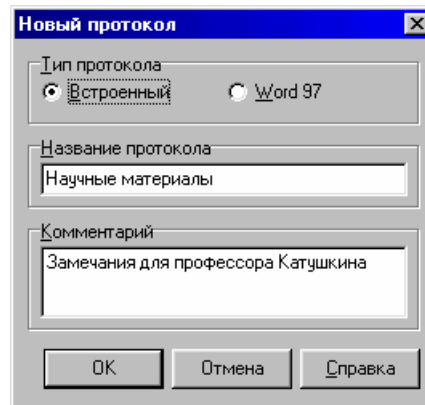 Новый протокол
Тип протокола
Встроенный Word 97
Название протокола
Научные материалы
Комментарий
Замечания для профессора Катушкина
OK Отмена Справка